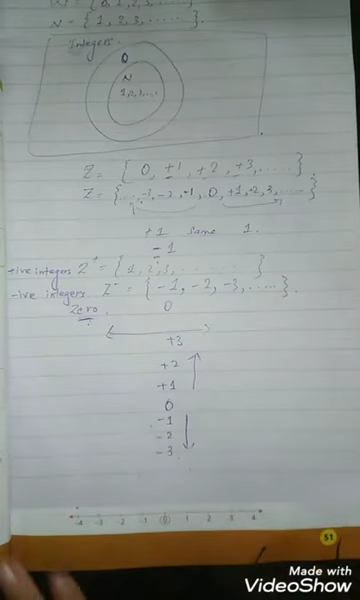 N = { 1, 2, 3, .... }.
Integers.
0
N
1, 2, 3, ....
Z = { 0, +1, +2, +3, ..... }.
Z = {...., -3, -2, -1, 0, +1, -2, 3, ..... }
+1 same 1.
-1
+ive integers Z⁺ = { 1, 2, 3, ........ }
-ive integers Z⁻ = { -1, -2, -3, ..... }.
Zero. 0
+3
+2
+1
0
-1
-2
-3
-4 -3 -2 -1 0 1 2 3 4
51
Made with
VideoShow